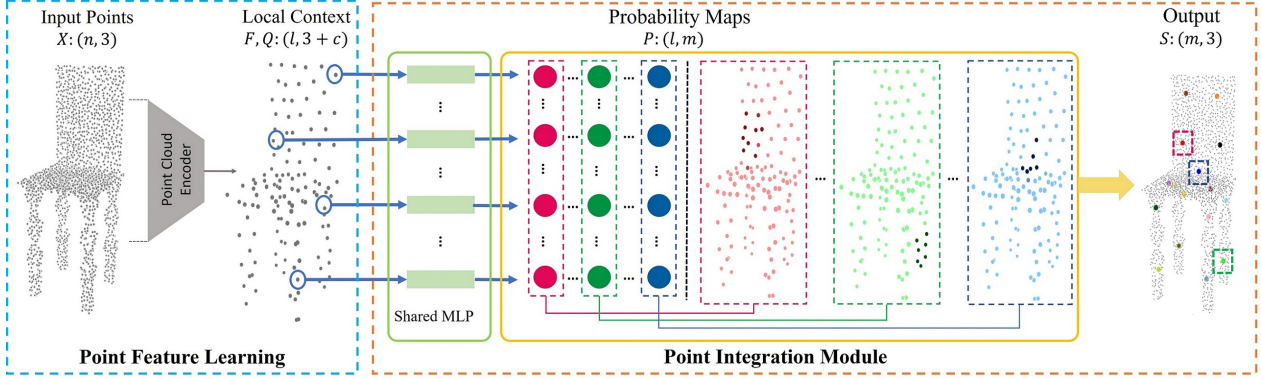 Input Points
X: (n, 3)
Local Context
F, Q: (l, 3 + c)
Probability Maps
P: (l, m)
Output
S: (m, 3)
Point Cloud
Encoder
...
...
...
Shared MLP
... ...
... ... ...
... ...
... ... ...
... ...
... ... ...
... ...
... ...
Point Feature Learning
Point Integration Module